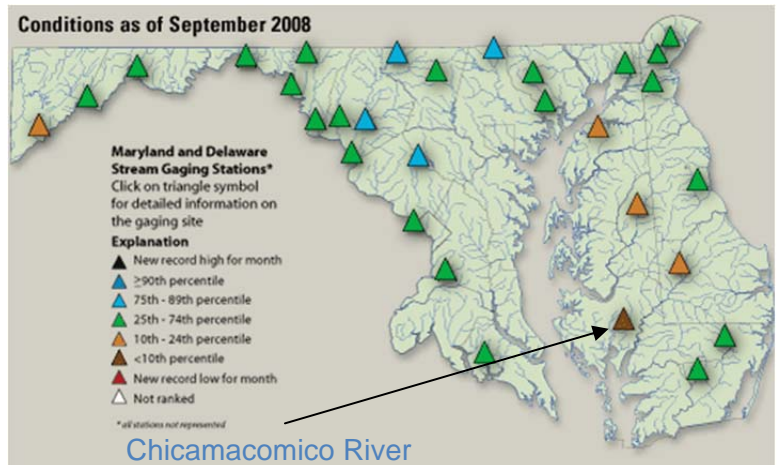 Conditions as of September 2008
Maryland and Delaware
Stream Gaging Stations*
Click on triangle symbol
for detailed information on
the gaging site
Explanation
New record high for month
≥90th percentile
75th - 89th percentile
25th - 74th percentile
10th - 24th percentile
<10th percentile
New record low for month
Not ranked
* all stations not represented
Chicamacomico River